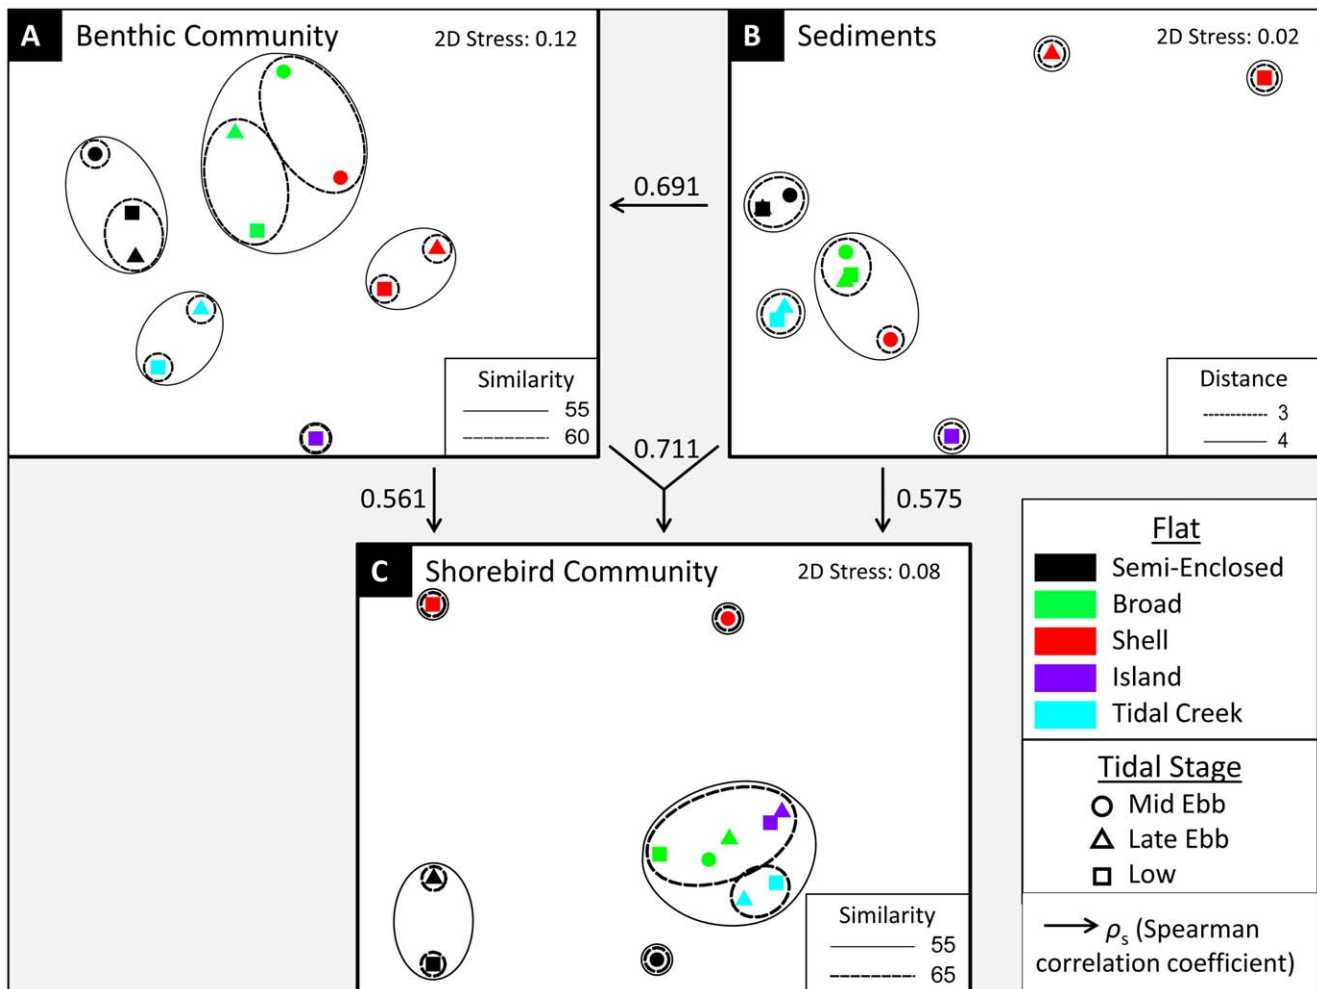 A Benthic Community
2D Stress: 0.12
Similarity
55
60
B Sediments
2D Stress: 0.02
Distance
3
4
0.691
0.711
0.561
0.575
C Shorebird Community
2D Stress: 0.08
Similarity
55
65
Flat
Semi-Enclosed
Broad
Shell
Island
Tidal Creek
Tidal Stage
Mid Ebb
Late Ebb
Low
ρs (Spearman
correlation coefficient)